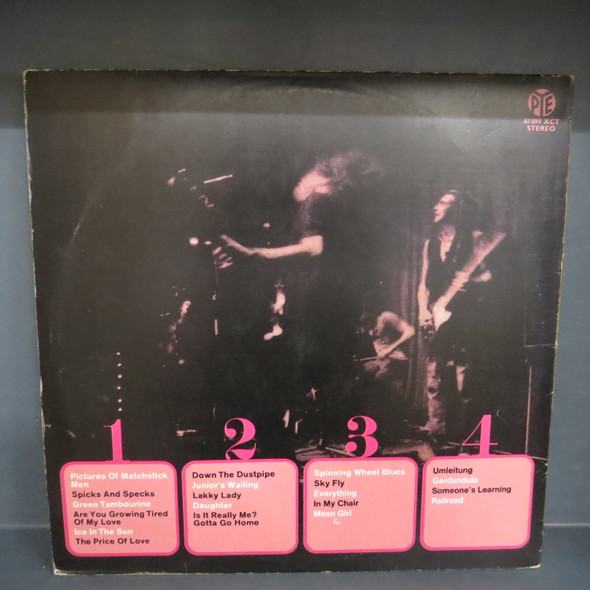 PYE
87 099 XCT
STEREO
1
Pictures Of Matchstick
Men
Spicks And Specks
Green Tambourine
Are You Growing Tired
Of My Love
Ice In The Sun
The Price Of Love
2
Down The Dustpipe
Junior's Wailing
Lakky Lady
Daughter
Is It Really Me?
Gotta Go Home
3
Spinning Wheel Blues
Sky Fly
Everything
In My Chair
Mean Girl
4
Umleitung
Gerdundula
Someone's Learning
Railroad